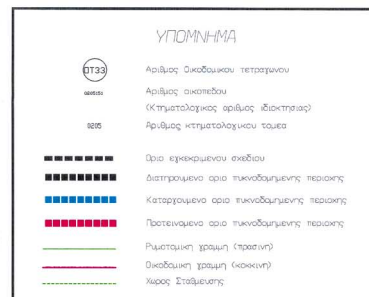 ΥΠΟΜΝΗΜΑ
ΟΤ33 Αριθμος Οικοδομικου τετραγωνου
Αριθμος οικοπεδου
(Κτηματολογικος αριθμος ιδιοκτησιας)
0205 Αριθμος κτηματολογικου τομεα
Οριο εγκεκριμενου σχεδιου
Διατηρουμενο οριο πυκνοδομημενης περιοχης
Καταργουμενο οριο πυκνοδομημενης περιοχης
Προτεινομενο οριο πυκνοδομημενης περιοχης
Ρυμοτομικη γραμμη (πρασινη)
Οικοδομικη γραμμη (κοκκινη)
Χωρος Σταθμευσης